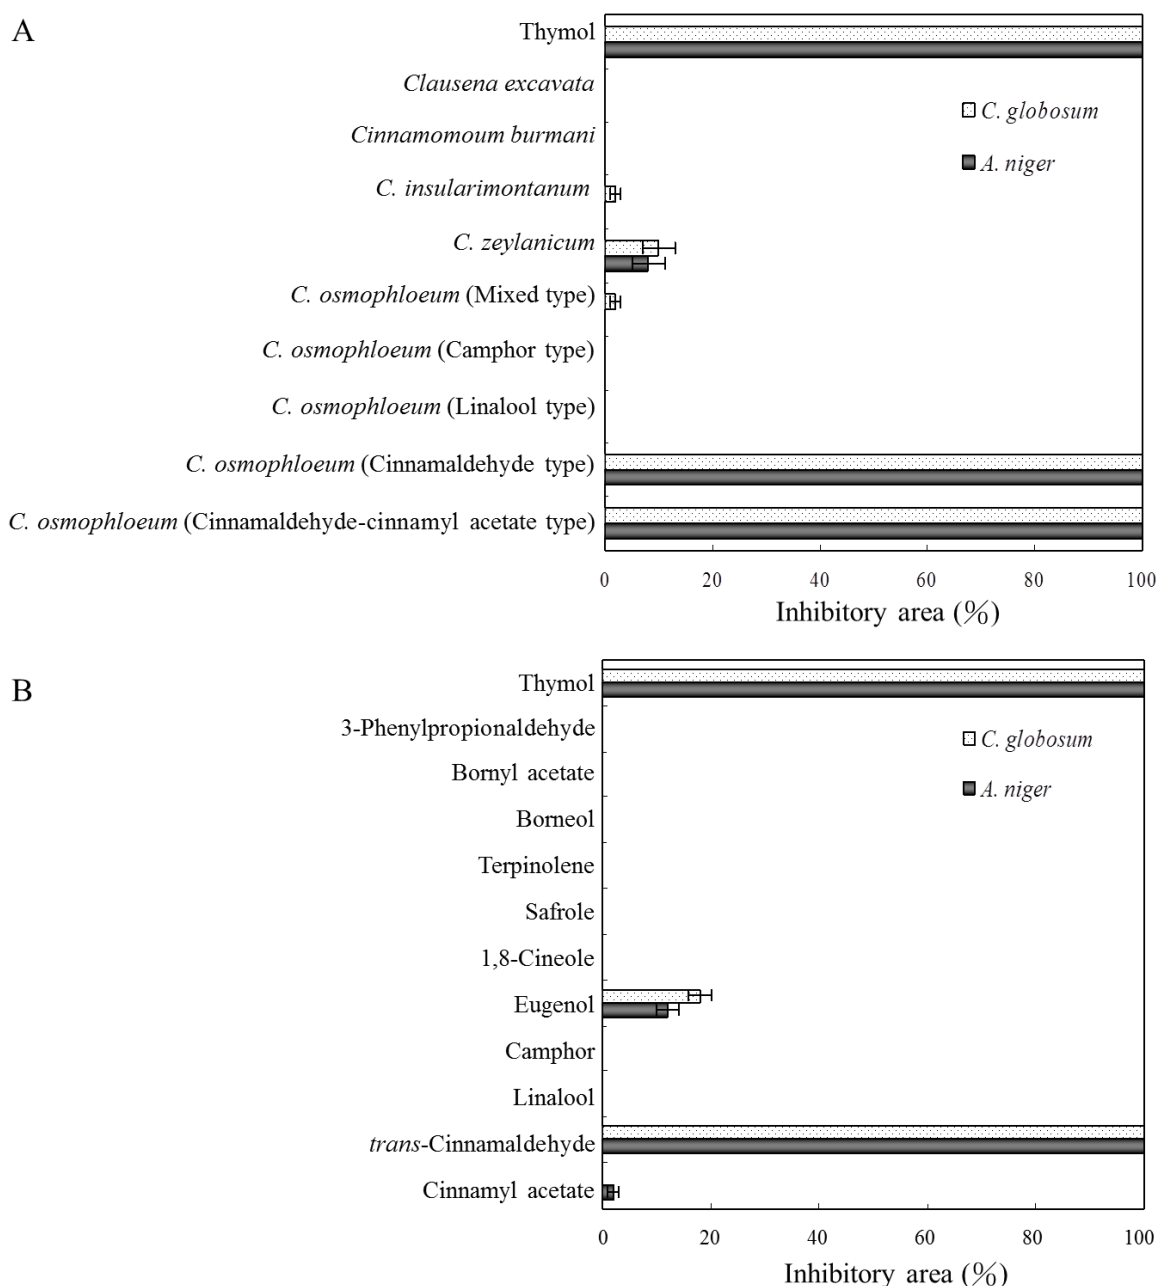 A
Thymol
Clausena excavata
Cinnamomoum burmani
C. insularimontanum
C. zeylanicum
C. osmophloeum (Mixed type)
C. osmophloeum (Camphor type)
C. osmophloeum (Linalool type)
C. osmophloeum (Cinnamaldehyde type)
C. osmophloeum (Cinnamaldehyde-cinnamyl acetate type)
C. globosum
A. niger
0 20 40 60 80 100
Inhibitory area (%)
B
Thymol
3-Phenylpropionaldehyde
Bornyl acetate
Borneol
Terpinolene
Safrole
1,8-Cineole
Eugenol
Camphor
Linalool
trans-Cinnamaldehyde
Cinnamyl acetate
C. globosum
A. niger
0 20 40 60 80 100
Inhibitory area (%)